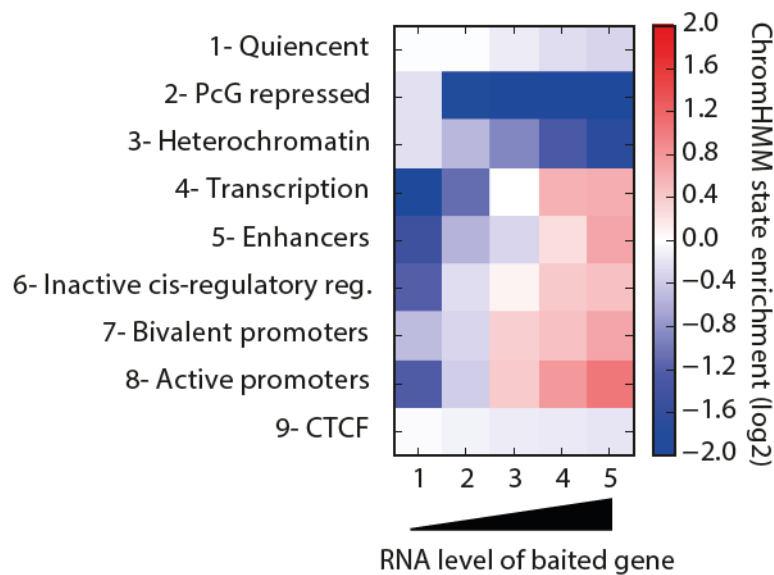 1- Quiencent
2- PcG repressed
3- Heterochromatin
4- Transcription
5- Enhancers
6- Inactive cis-regulatory reg.
7- Bivalent promoters
8- Active promoters
9- CTCF
1 2 3 4 5
RNA level of baited gene
2.0
1.6
1.2
0.8
0.4
0.0
−0.4
−0.8
−1.2
−1.6
−2.0
ChromHMM state enrichment (log2)